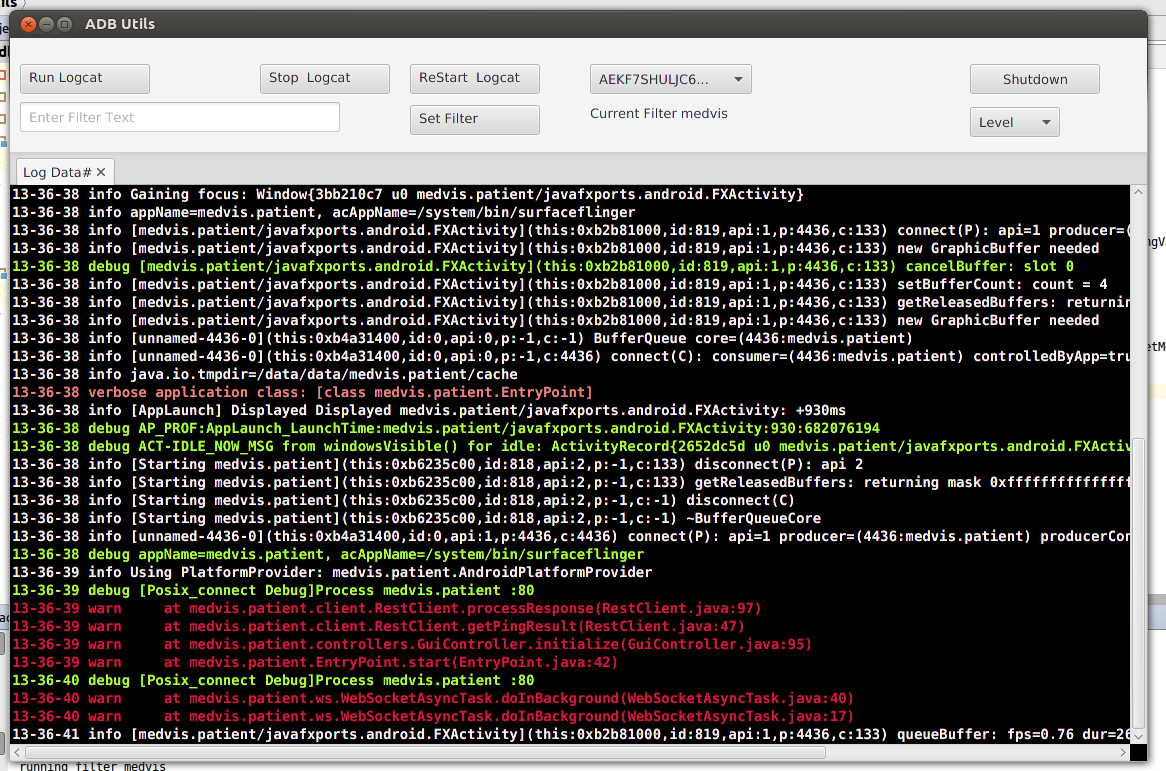 ADB Utils
Run Logcat
Stop Logcat
ReStart Logcat
AEKF7SHULJC6...
Shutdown
Enter Filter Text
Set Filter
Current Filter medvis
Level
Log Data#
13-36-38 info Gaining focus: Window{3bb210c7 u0 medvis.patient/javafxports.android.FXActivity}
13-36-38 info appName=medvis.patient, acAppName=/system/bin/surfaceflinger
13-36-38 info [medvis.patient/javafxports.android.FXActivity](this:0xb2b81000,id:819,api:1,p:4436,c:133) connect(P): api=1 producer=(
13-36-38 info [medvis.patient/javafxports.android.FXActivity](this:0xb2b81000,id:819,api:1,p:4436,c:133) new GraphicBuffer needed
13-36-38 debug [medvis.patient/javafxports.android.FXActivity](this:0xb2b81000,id:819,api:1,p:4436,c:133) cancelBuffer: slot 0
13-36-38 info [medvis.patient/javafxports.android.FXActivity](this:0xb2b81000,id:819,api:1,p:4436,c:133) setBufferCount: count = 4
13-36-38 info [medvis.patient/javafxports.android.FXActivity](this:0xb2b81000,id:819,api:1,p:4436,c:133) getReleasedBuffers: returnin
13-36-38 info [medvis.patient/javafxports.android.FXActivity](this:0xb2b81000,id:819,api:1,p:4436,c:133) new GraphicBuffer needed
13-36-38 info [unnamed-4436-0](this:0xb4a31400,id:0,api:0,p:-1,c:-1) BufferQueue core=(4436:medvis.patient)
13-36-38 info [unnamed-4436-0](this:0xb4a31400,id:0,api:0,p:-1,c:4436) connect(C): consumer=(4436:medvis.patient) controlledByApp=tru
13-36-38 info java.io.tmpdir=/data/data/medvis.patient/cache
13-36-38 verbose application class: [class medvis.patient.EntryPoint]
13-36-38 info [AppLaunch] Displayed Displayed medvis.patient/javafxports.android.FXActivity: +930ms
13-36-38 debug AP_PROF:AppLaunch_LaunchTime:medvis.patient/javafxports.android.FXActivity:930:682076194
13-36-38 debug ACT-IDLE_NOW_MSG from windowsVisible() for idle: ActivityRecord{2652dc5d u0 medvis.patient/javafxports.android.FXActiv
13-36-38 info [Starting medvis.patient](this:0xb6235c00,id:818,api:2,p:-1,c:133) disconnect(P): api 2
13-36-38 info [Starting medvis.patient](this:0xb6235c00,id:818,api:2,p:-1,c:133) getReleasedBuffers: returning mask 0xfffffffffffffff
13-36-38 info [Starting medvis.patient](this:0xb6235c00,id:818,api:2,p:-1,c:-1) disconnect(C)
13-36-38 info [Starting medvis.patient](this:0xb6235c00,id:818,api:2,p:-1,c:-1) ~BufferQueueCore
13-36-38 info [unnamed-4436-0](this:0xb4a31400,id:0,api:1,p:4436,c:4436) connect(P): api=1 producer=(4436:medvis.patient) producerCon
13-36-38 debug appName=medvis.patient, acAppName=/system/bin/surfaceflinger
13-36-38 info Using PlatformProvider: medvis.patient.AndroidPlatformProvider
13-36-39 debug [Posix_connect Debug]Process medvis.patient :80
13-36-39 warn     at medvis.patient.client.RestClient.processResponse(RestClient.java:97)
13-36-39 warn     at medvis.patient.client.RestClient.getPingResult(RestClient.java:47)
13-36-39 warn     at medvis.patient.controllers.GuiController.initialize(GuiController.java:95)
13-36-39 warn     at medvis.patient.EntryPoint.start(EntryPoint.java:42)
13-36-40 debug [Posix_connect Debug]Process medvis.patient :80
13-36-40 warn     at medvis.patient.ws.WebSocketAsyncTask.doInBackground(WebSocketAsyncTask.java:40)
13-36-40 warn     at medvis.patient.ws.WebSocketAsyncTask.doInBackground(WebSocketAsyncTask.java:17)
13-36-41 info [medvis.patient/javafxports.android.FXActivity](this:0xb2b81000,id:819,api:1,p:4436,c:133) queueBuffer: fps=0.76 dur=26
running filter medvis